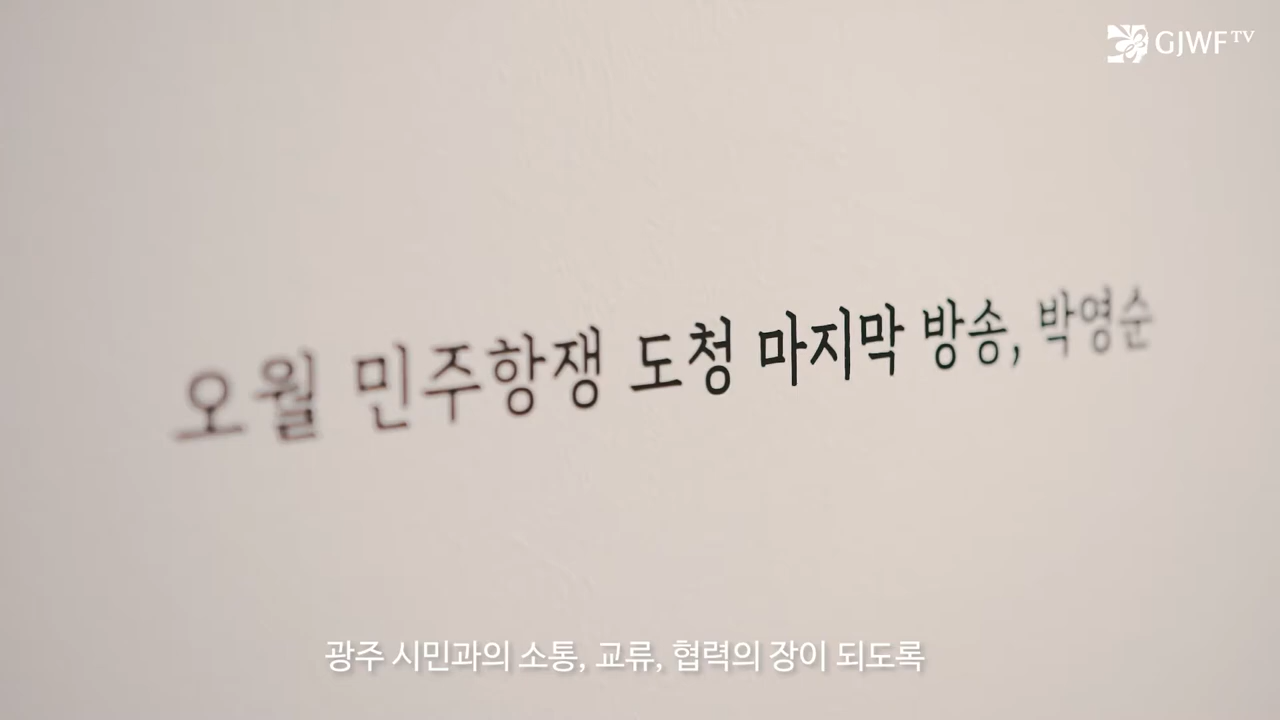 GJWF TV
오월 민주항쟁 도청 마지막 방송, 박영순
광주 시민과의 소통, 교류, 협력의 장이 되도록